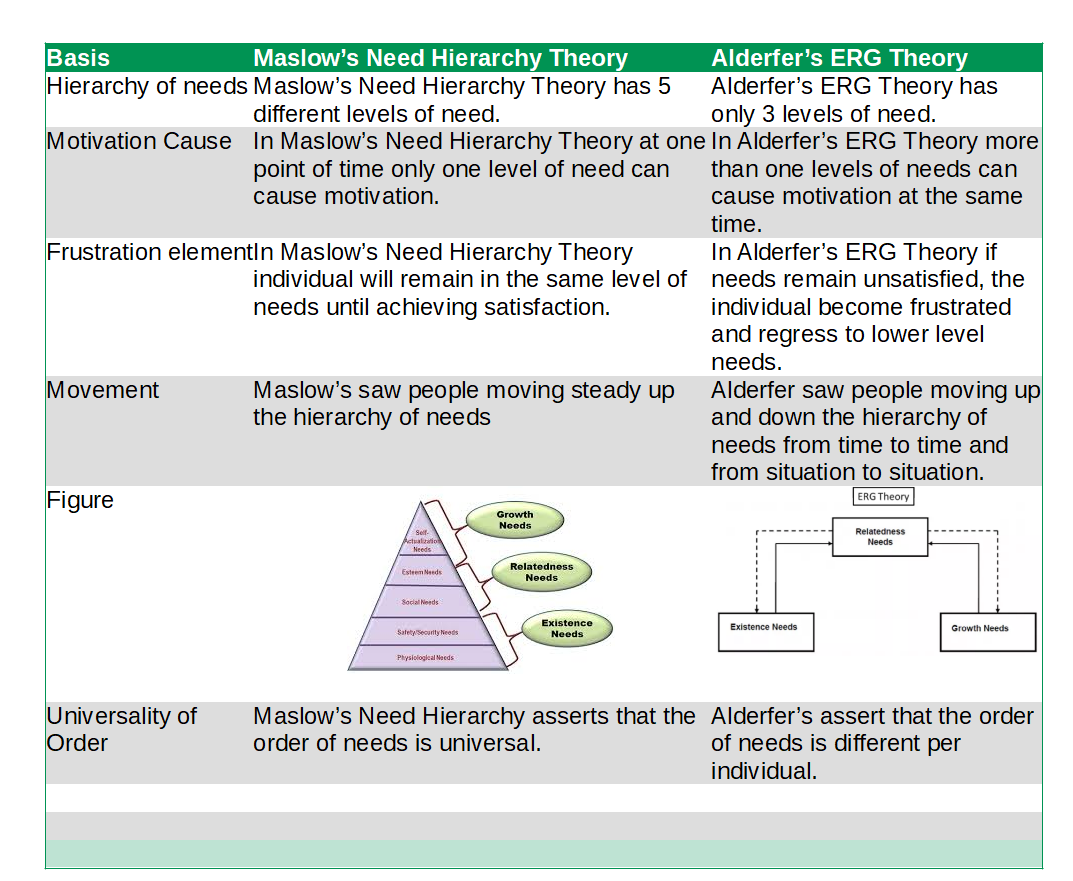 Basis Maslow’s Need Hierarchy Theory Alderfer’s ERG Theory
Hierarchy of needs Maslow’s Need Hierarchy Theory has 5
different levels of need.
Alderfer’s ERG Theory has
only 3 levels of need.
Motivation Cause
In Maslow’s Need Hierarchy Theory at one
point of time only one level of need can
cause motivation.
In Alderfer’s ERG Theory more
than one levels of needs can
cause motivation at the same
time.
Frustration element
In Maslow’s Need Hierarchy Theory
individual will remain in the same level of
needs until achieving satisfaction.
In Alderfer’s ERG Theory if
needs remain unsatisfied, the
individual become frustrated
and regress to lower level
needs.
Movement
Maslow’s saw people moving steady up
the hierarchy of needs
Alderfer saw people moving up
and down the hierarchy of
needs from time to time and
from situation to situation.
Figure
Self-
Actualization
Needs
Esteem Needs
Social Needs
Safety/Security Needs
Physiological Needs
Growth
Needs
Relatedness
Needs
Existence
Needs
ERG Theory
Relatedness
Needs
Existence Needs
Growth Needs
Universality of
Order
Maslow’s Need Hierarchy asserts that the
order of needs is universal.
Alderfer’s assert that the order
of needs is different per
individual.